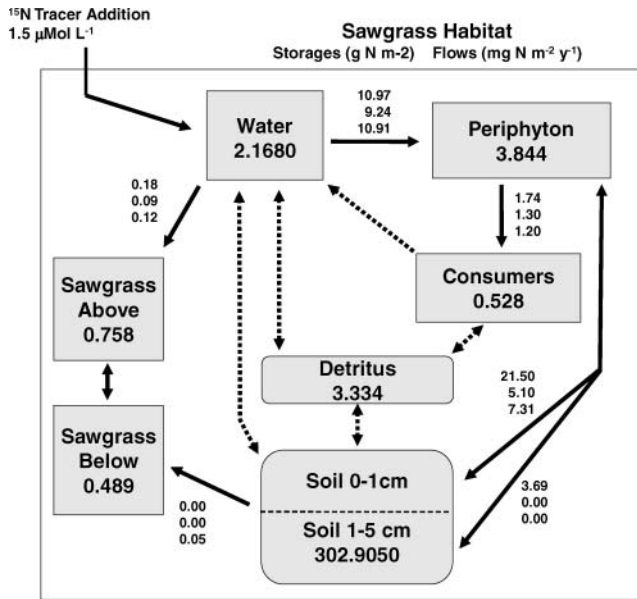 ¹⁵N Tracer Addition
1.5 μMol L⁻¹
Sawgrass Habitat
Storages (g N m-2) Flows (mg N m⁻² y⁻¹)
Water
2.1680
10.97
9.24
10.91
Periphyton
3.844
0.18
0.09
0.12
1.74
1.30
1.20
Sawgrass
Above
0.758
Consumers
0.528
Detritus
3.334
21.50
5.10
7.31
Sawgrass
Below
0.489
Soil 0-1cm
3.69
0.00
0.00
0.00
0.00
0.05
Soil 1-5 cm
302.9050